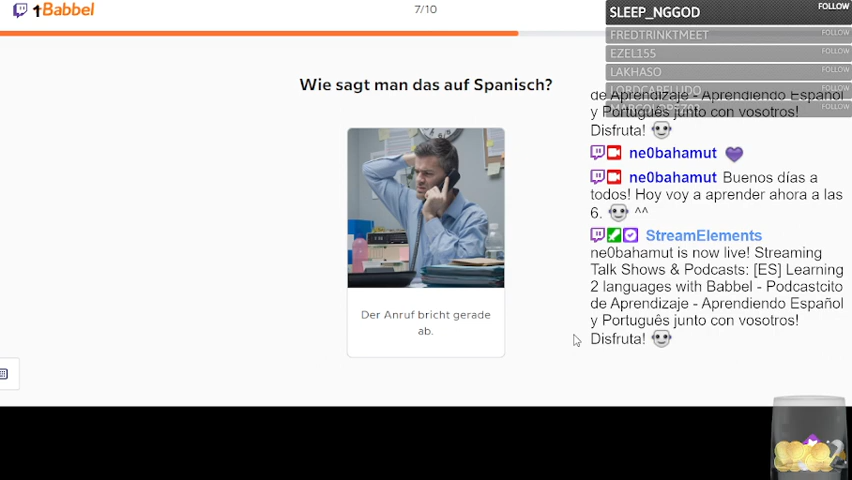 Babbel
7/10
Wie sagt man das auf Spanisch?
Der Anruf bricht gerade
ab.
SLEEP_NGGOD FOLLOW
FREDTRINKTMEET FOLLOW
EZEL155 FOLLOW
LAKHASO FOLLOW
LORDCARELUDO FOLLOW
FOLLOW
de Aprendizaje - Aprendiendo Español
y Português junto con vosotros!
Disfruta!
ne0bahamut
ne0bahamut Buenos días a
todos! Hoy voy a aprender ahora a las
6. ^^
StreamElements
ne0bahamut is now live! Streaming
Talk Shows & Podcasts: [ES] Learning
2 languages with Babbel - Podcastcito
de Aprendizaje - Aprendiendo Español
y Português junto con vosotros!
Disfruta!